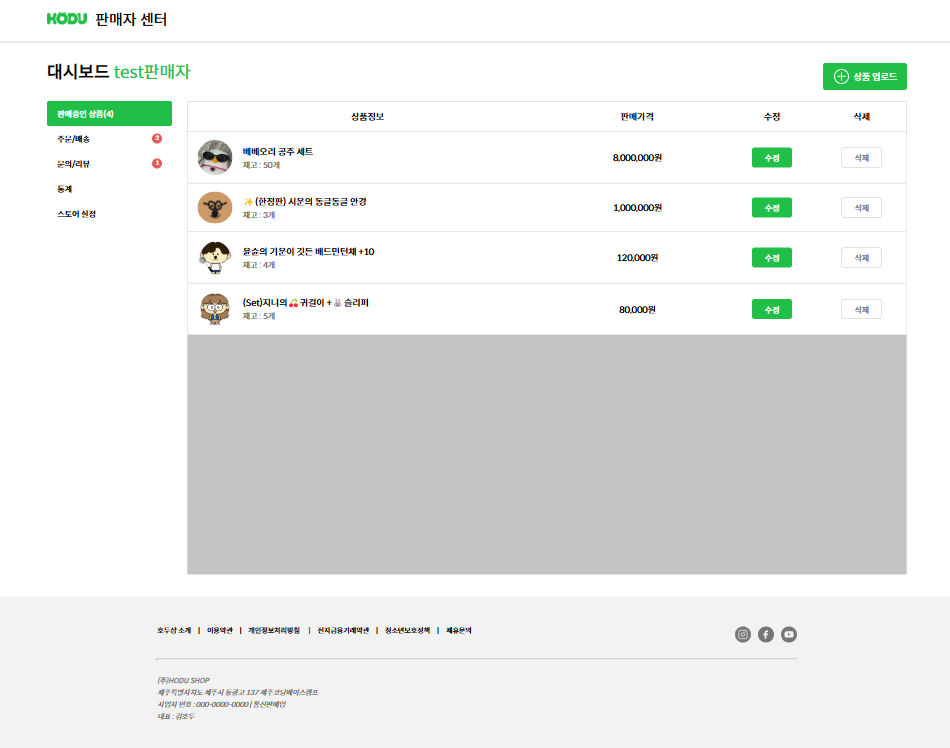 HODU 판매자 센터
대시보드 test판매자
상품 업로드
판매중인 상품(4)
주문/배송 2
문의/리뷰 1
통계
스토어 설정
상품정보 판매가격 수정 삭제
베베오리 공주 세트
재고 : 50개
8,000,000원 수정 삭제
✨(한정판) 시운의 동글동글 안경
재고 : 3개
1,000,000원 수정 삭제
윤슬의 기운이 깃든 배드민턴채 +10
재고 : 4개
120,000원 수정 삭제
(Set)지니의🍒귀걸이 +🐰슬리퍼
재고 : 5개
80,000원 수정 삭제
호두샵 소개 | 이용약관 | 개인정보처리방침 | 전자금융거래약관 | 청소년보호정책 | 제휴문의
(주)HODU SHOP
제주특별자치도 제주시 동광고 137 제주코딩베이스캠프
사업자 번호 : 000-0000-0000 | 통신판매업
대표 : 김호두